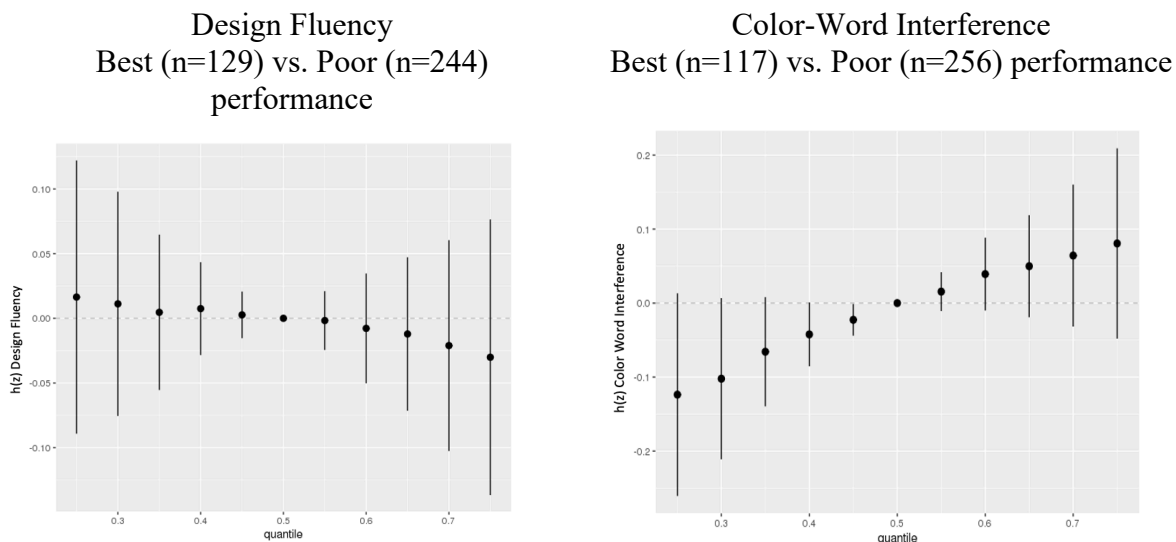 Design Fluency
Best (n=129) vs. Poor (n=244)
performance
h(z) Design Fluency
0.10
0.05
0.00
-0.05
-0.10
0.3
0.4
0.5
0.6
0.7
quantile
Color-Word Interference
Best (n=117) vs. Poor (n=256) performance
h(z) Color Word Interference
0.2
0.1
0.0
-0.1
-0.2
0.3
0.4
0.5
0.6
0.7
quantile